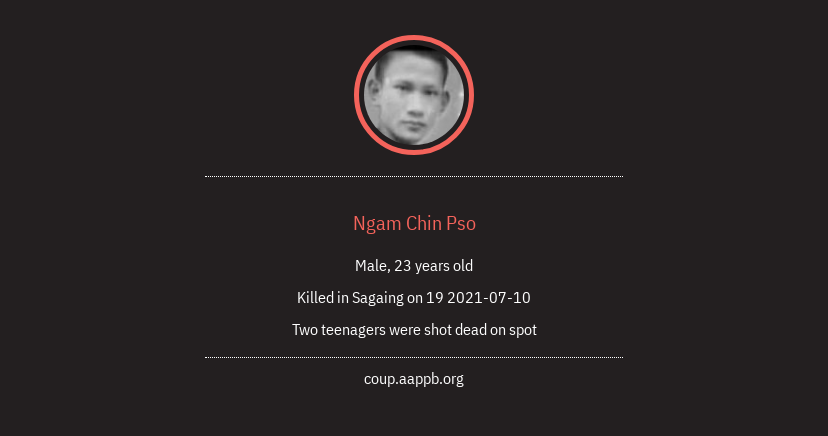 Ngam Chin Pso
Male, 23 years old
Killed in Sagaing on 19 2021-07-10
Two teenagers were shot dead on spot
coup.aappb.org